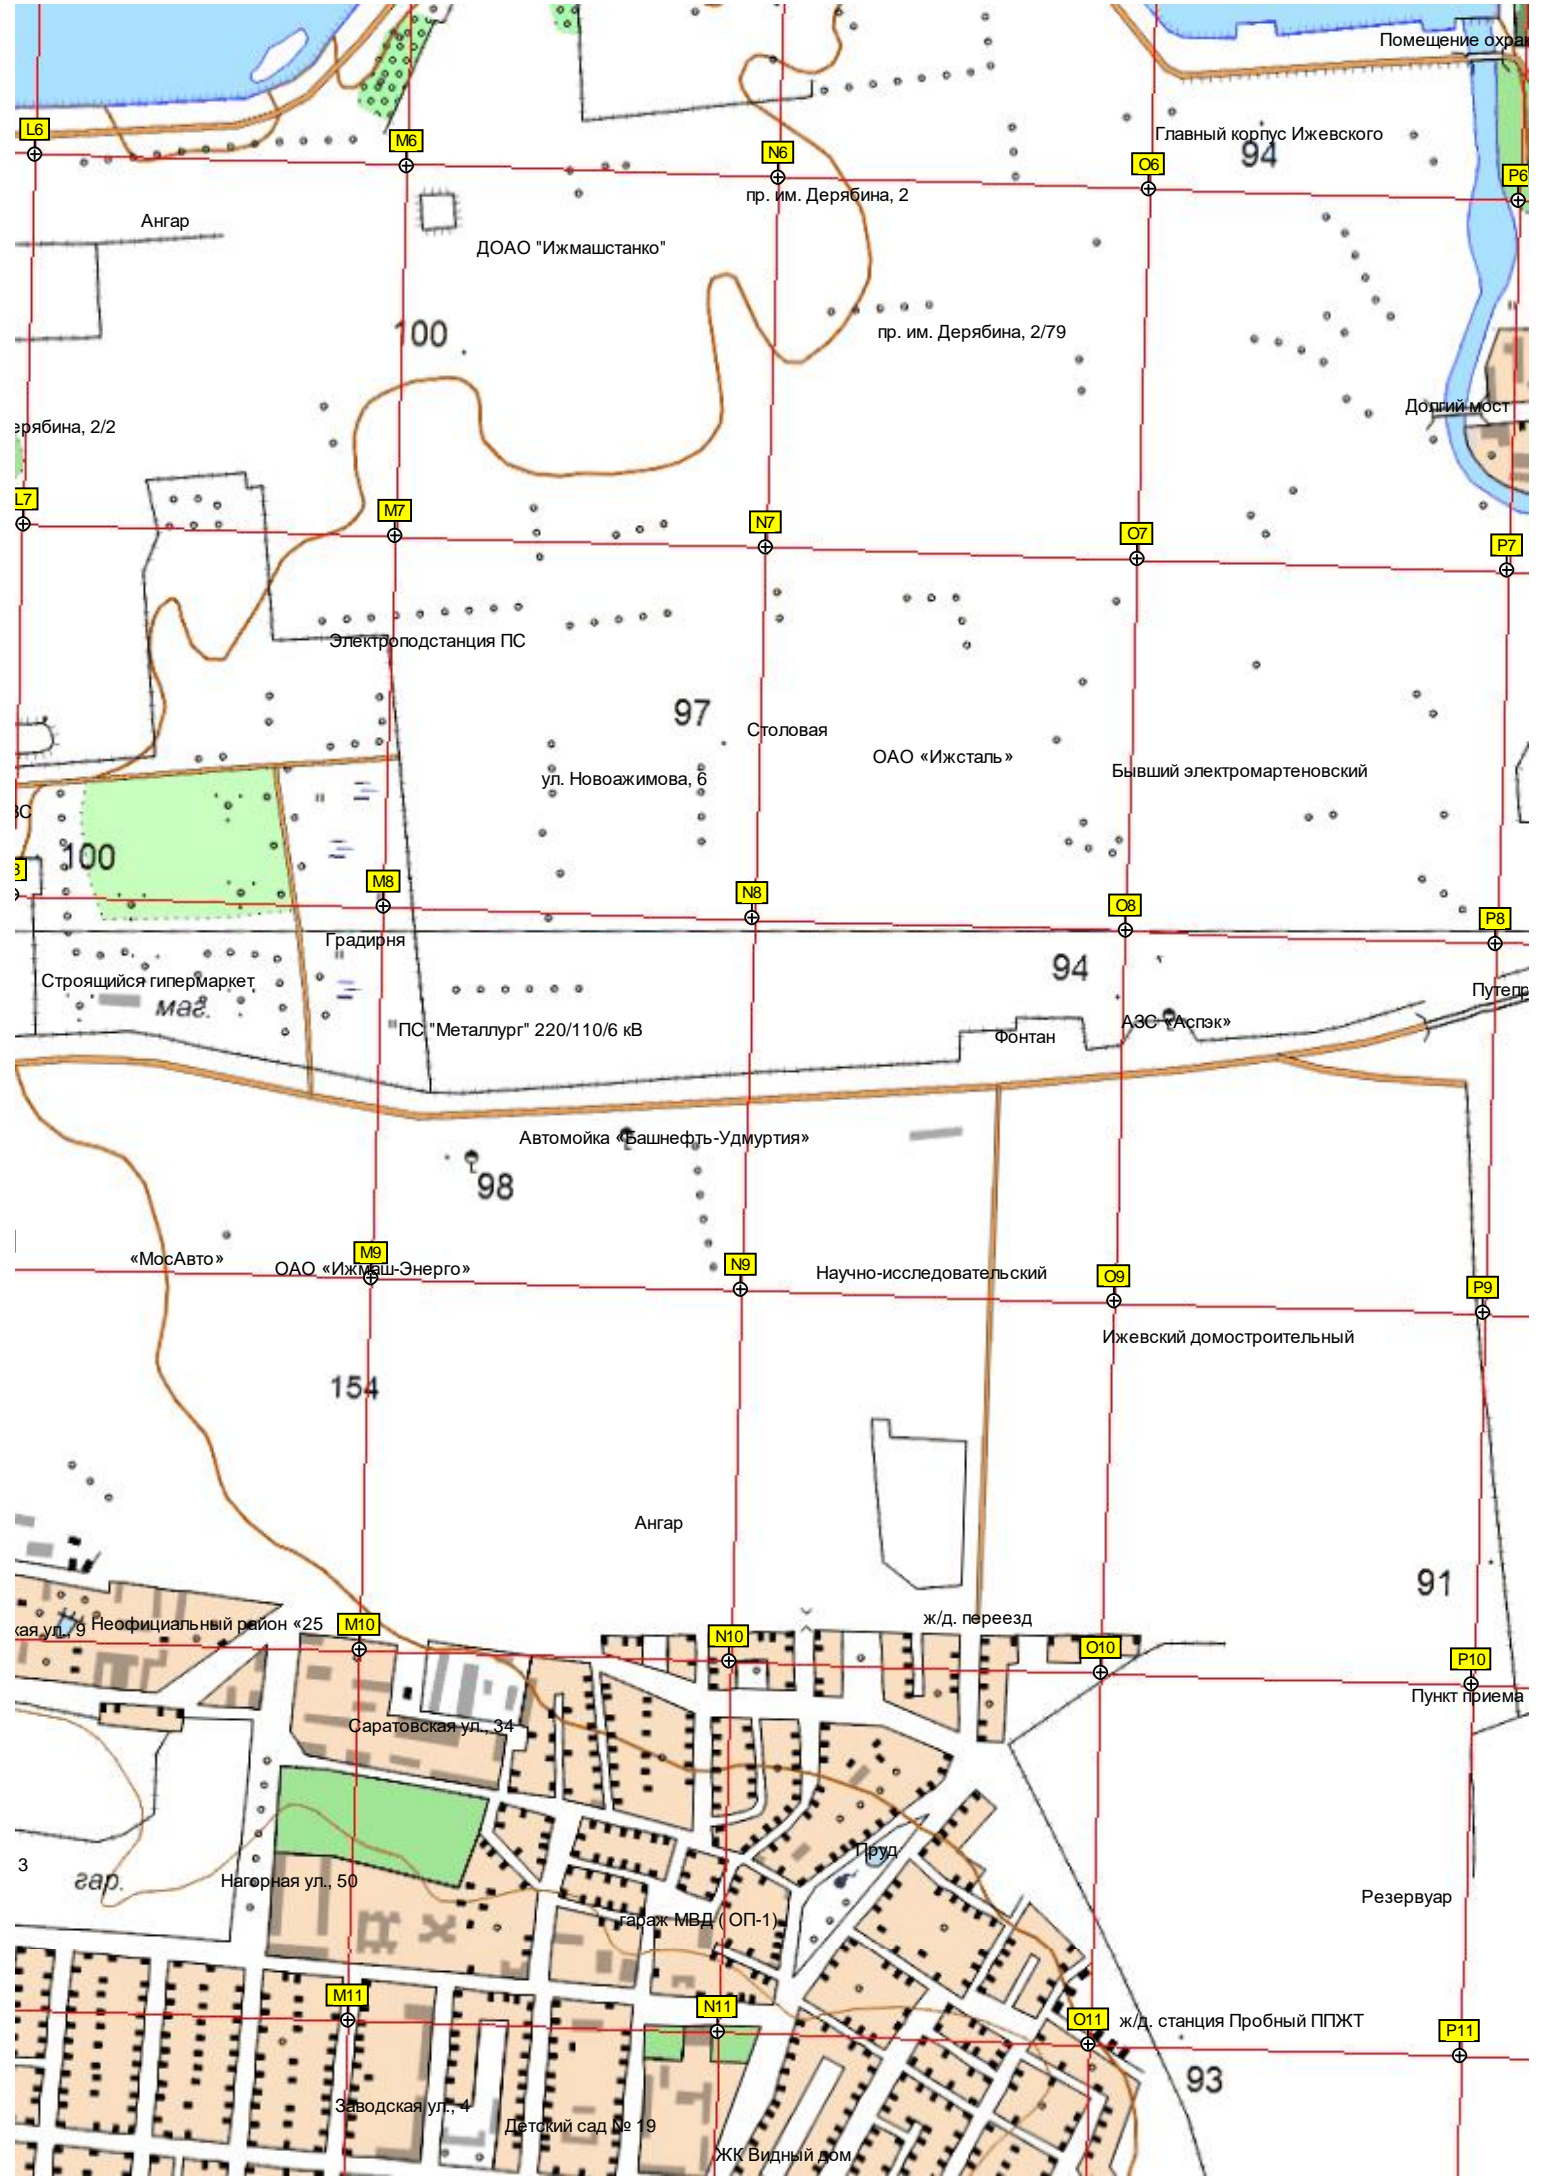 Помещение охра
L6
M6
N6
O6
P6
Главный корпус Ижевского
94
пр. им. Дерябина, 2
Ангар
ДОАО "Ижмашстанко"
100
пр. им. Дерябина, 2/79
Долгий мост
ерябина, 2/2
L7
M7
N7
O7
P7
Электроподстанция ПС
97
Столовая
ОАО «Ижсталь»
ул. Новоажимова, 6
Бывший электромартеновский
ЗС
100
M8
N8
O8
P8
Градирня
94
Строящийся гипермаркет
маг.
Путепр
ПС "Металлург" 220/110/6 кВ
Фонтан
АЗС «Аспэк»
Автомойка «Башнефть-Удмуртия»
98
«МосАвто»
M9
ОАО «Ижмаш-Энерго»
N9
Научно-исследовательский
O9
P9
Ижевский домостроительный
154
Ангар
91
ж/д. переезд
кая ул., 9
Неофициальный район «25
M10
N10
O10
P10
Пункт приема
Саратовская ул., 34
Пруд
3
гар.
Нагорная ул., 50
Резервуар
гараж МВД ( ОП-1)
M11
N11
O11
ж/д. станция Пробный ППЖТ
P11
93
Заводская ул., 4
Детский сад № 19
ЖК Видный дом